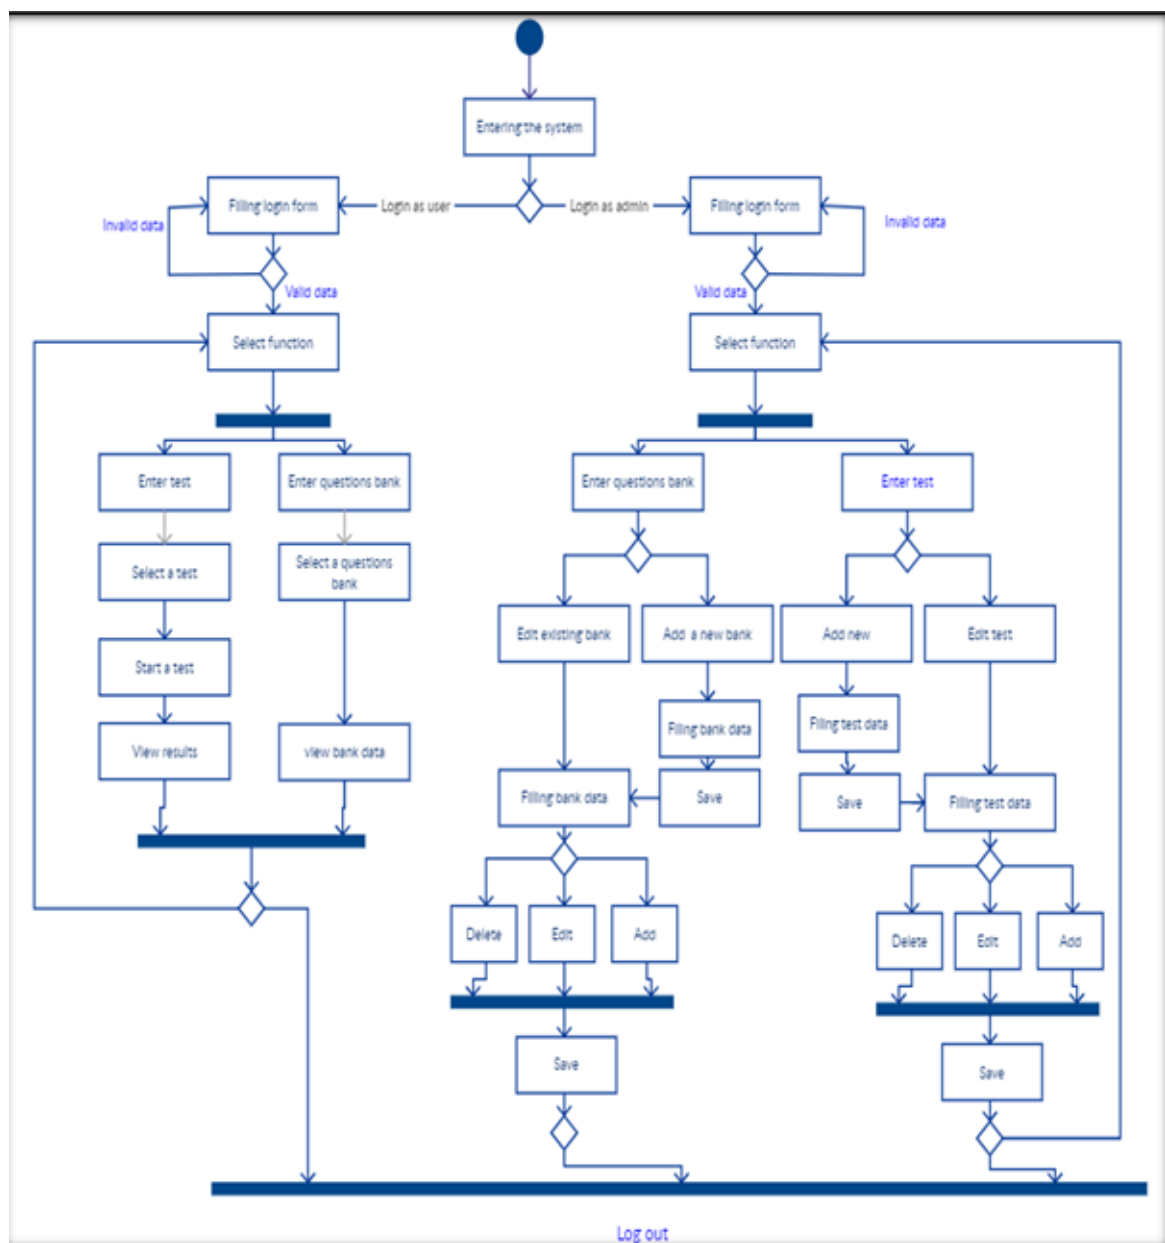 Entering the system
Filling login form
Login as user
Login as admin
Filling login form
Invalid data
Invalid data
Valid data
Valid data
Select function
Select function
Enter test
Enter questions bank
Enter questions bank
Enter test
Select a test
Select a questions
bank
Edit existing bank
Add a new bank
Add new
Edit test
Start a test
View results
view bank data
Filing bank data
Filing test data
Filling bank data
Save
Save
Filling test data
Delete
Edit
Add
Delete
Edit
Add
Save
Save
Log out